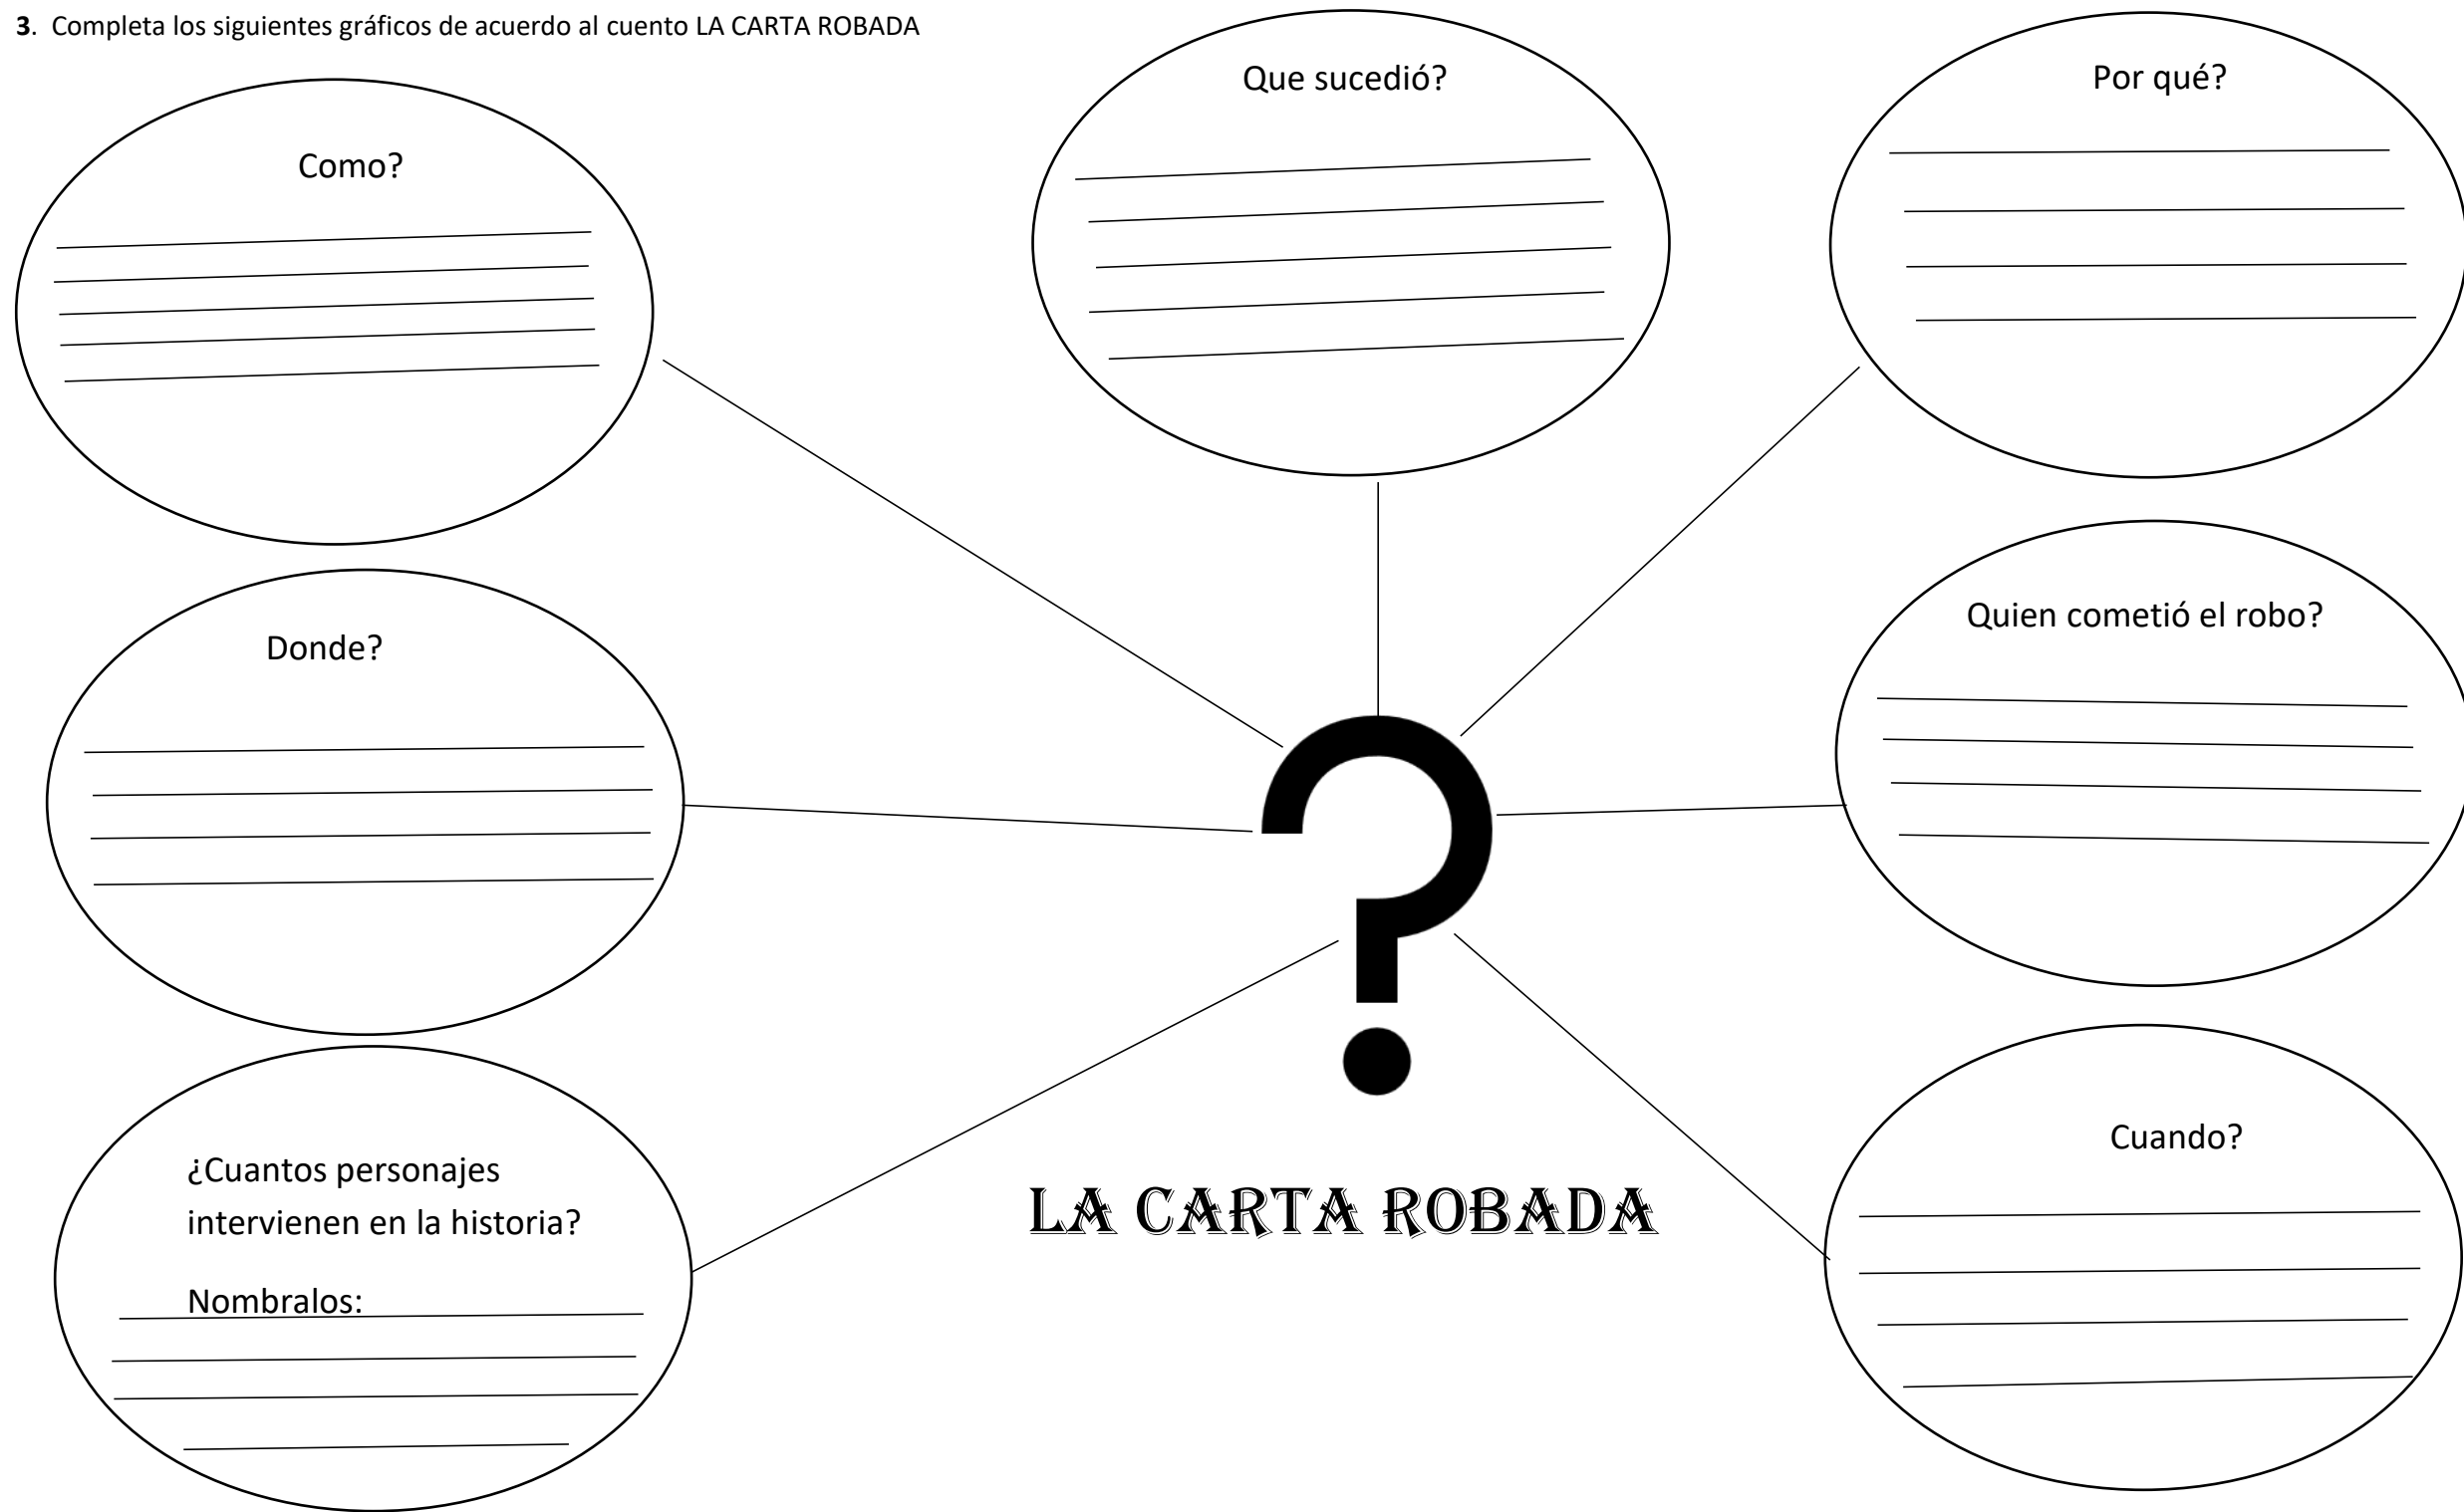 3. Completa los siguientes gráficos de acuerdo al cuento LA CARTA ROBADA
Como?
Que sucedió?
Por qué?
Donde?
Quien cometió el robo?
¿Cuantos personajes
intervienen en la historia?
Nombralos:
Cuando?
?
LA CARTA ROBADA